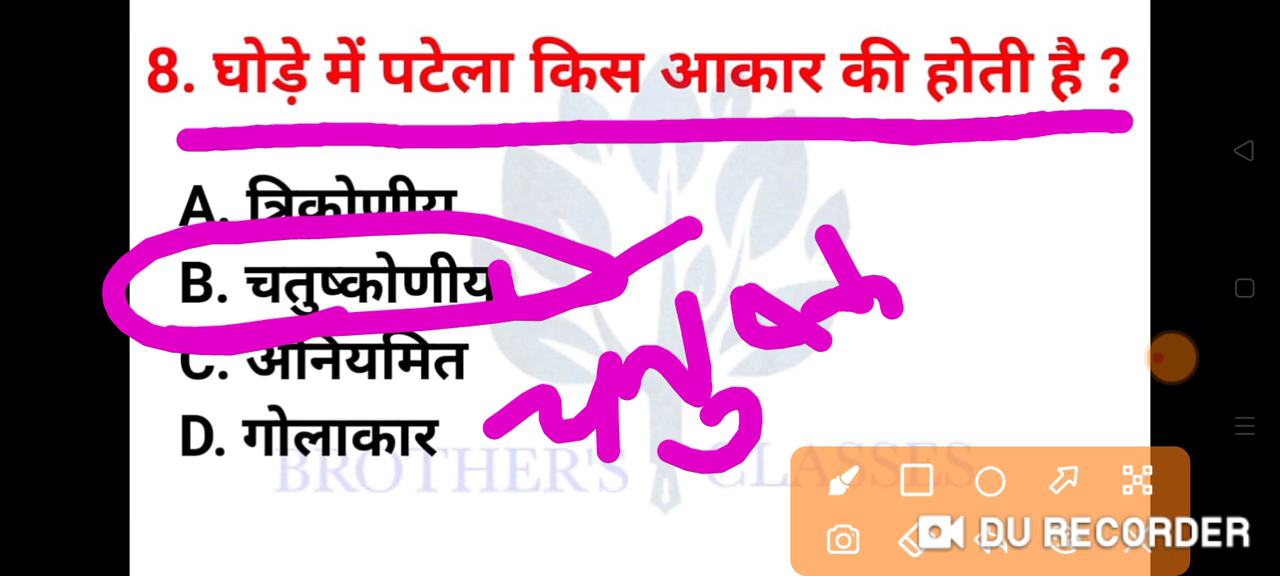 8. घोड़े में पटेला किस आकार की होती है ?
A. त्रिकोणीय
B. चतुष्कोणीय
C. अनियमित
D. गोलाकार
BROTHER'S CLASSES
DU RECORDER